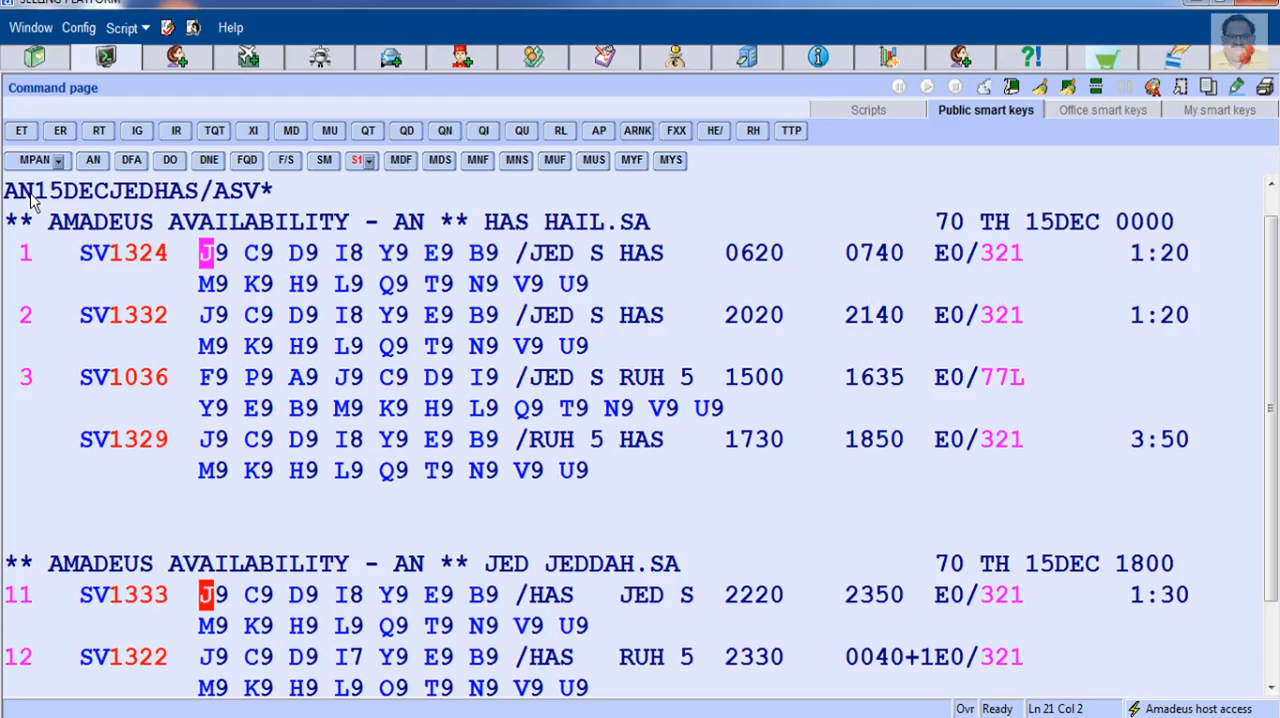 SELLING PLATFORM
Window Config Script Help
Command page
Scripts Public smart keys Office smart keys My smart keys
ET ER RT IG IR TQT XI MD MU QT QD QN QI QU RL AP ARNK FXX HE/ RH TTP
MPAN AN DFA DO DNE FQD F/S SM S1 MDF MDS MNF MNS MUF MUS MYF MYS
AN15DECJEDHAS/ASV*
** AMADEUS AVAILABILITY - AN ** HAS HAIL.SA 70 TH 15DEC 0000
1 SV1324 J9 C9 D9 I8 Y9 E9 B9 /JED S HAS 0620 0740 E0/321 1:20
M9 K9 H9 L9 Q9 T9 N9 V9 U9
2 SV1332 J9 C9 D9 I8 Y9 E9 B9 /JED S HAS 2020 2140 E0/321 1:20
M9 K9 H9 L9 Q9 T9 N9 V9 U9
3 SV1036 F9 P9 A9 J9 C9 D9 I9 /JED S RUH 5 1500 1635 E0/77L
Y9 E9 B9 M9 K9 H9 L9 Q9 T9 N9 V9 U9
SV1329 J9 C9 D9 I8 Y9 E9 B9 /RUH 5 HAS 1730 1850 E0/321 3:50
M9 K9 H9 L9 Q9 T9 N9 V9 U9
** AMADEUS AVAILABILITY - AN ** JED JEDDAH.SA 70 TH 15DEC 1800
11 SV1333 J9 C9 D9 I8 Y9 E9 B9 /HAS JED S 2220 2350 E0/321 1:30
M9 K9 H9 L9 Q9 T9 N9 V9 U9
12 SV1322 J9 C9 D9 I7 Y9 E9 B9 /HAS RUH 5 2330 0040+1E0/321
M9 K9 H9 L9 Q9 T9 N9 V9 U9
Ovr Ready Ln 21 Col 2 Amadeus host access